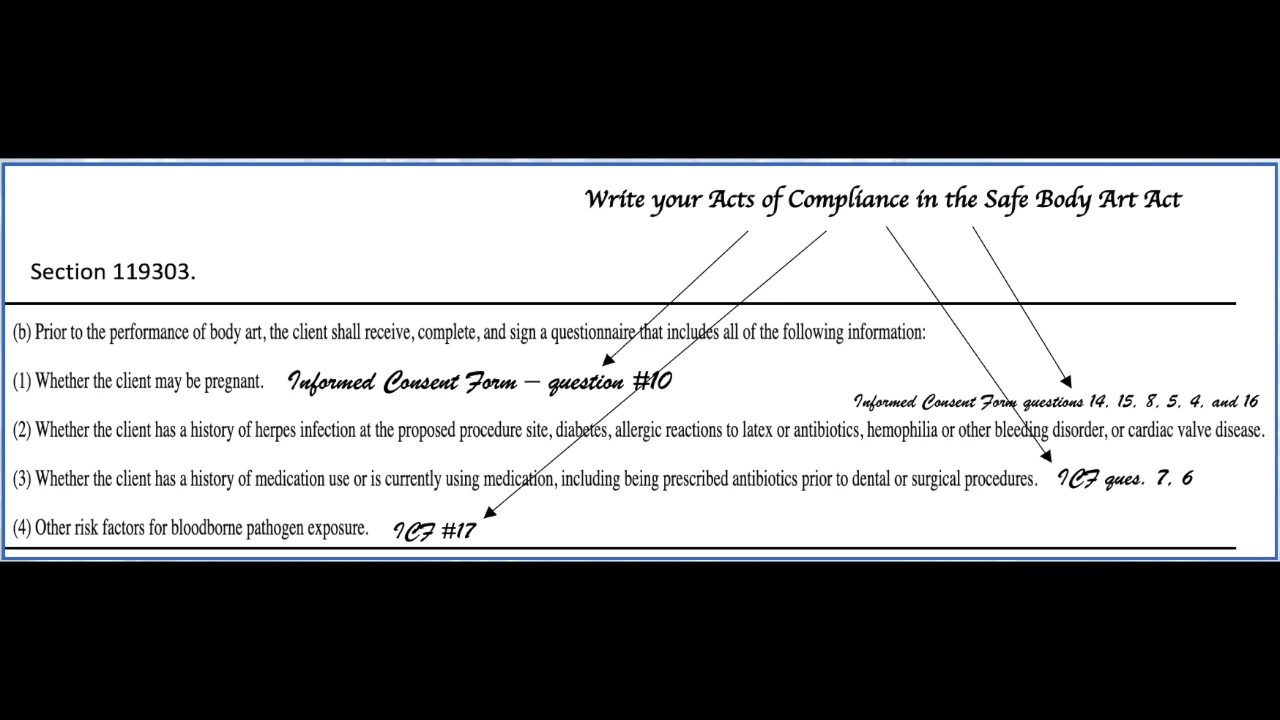 Write your Acts of Compliance in the Safe Body Art Act
Section 119303.
(b) Prior to the performance of body art, the client shall receive, complete, and sign a questionnaire that includes all of the following information:
(1) Whether the client may be pregnant. Informed Consent Form – question #10
Informed Consent Form questions 14, 15, 8, 5, 4, and 16
(2) Whether the client has a history of herpes infection at the proposed procedure site, diabetes, allergic reactions to latex or antibiotics, hemophilia or other bleeding disorder, or cardiac valve disease.
(3) Whether the client has a history of medication use or is currently using medication, including being prescribed antibiotics prior to dental or surgical procedures. ICF ques. 7, 6
(4) Other risk factors for bloodborne pathogen exposure. ICF #17